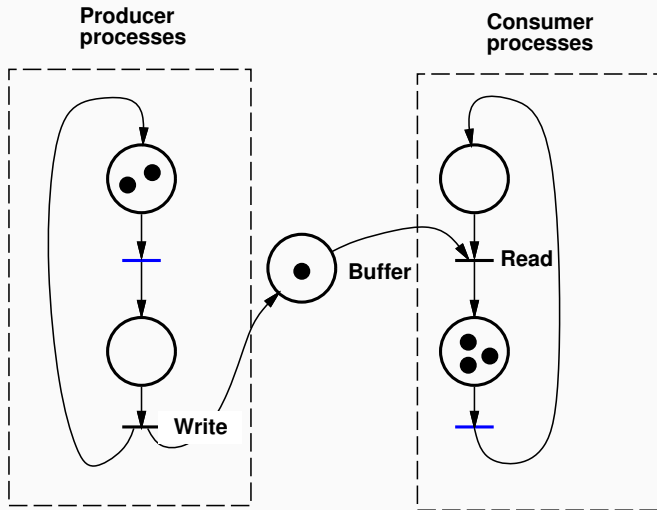 Producer
processes
Consumer
processes
Buffer
Read
Write